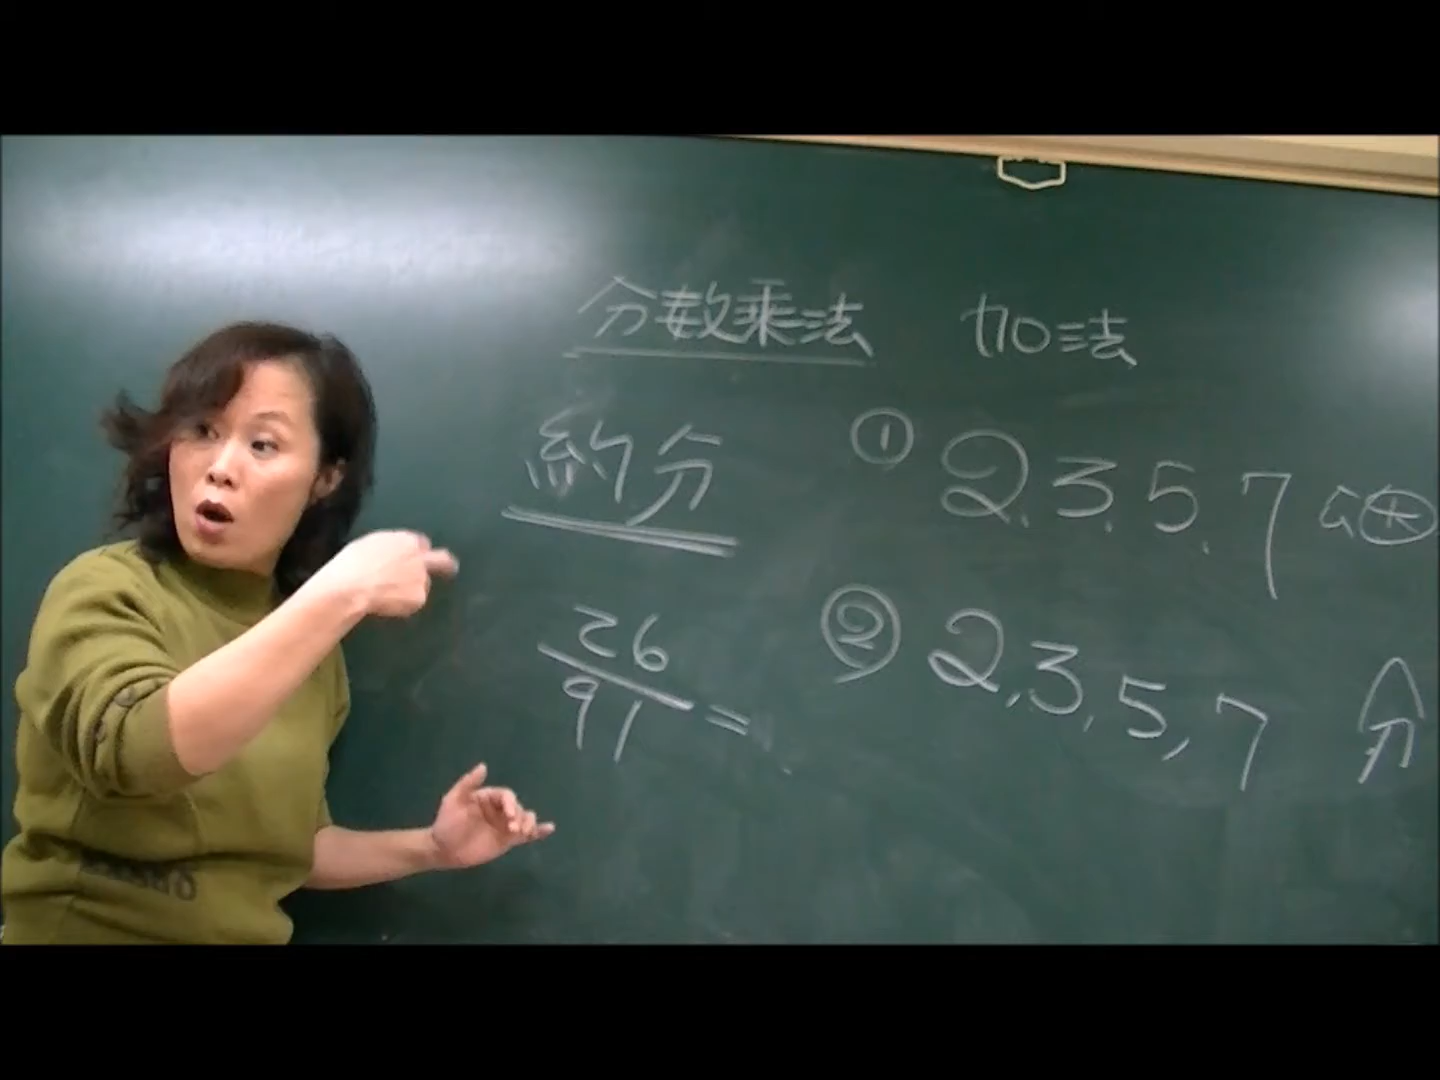 分数乘法 加法
約分
① 2,3,5,7
26
91 =
② 2,3,5,7 分